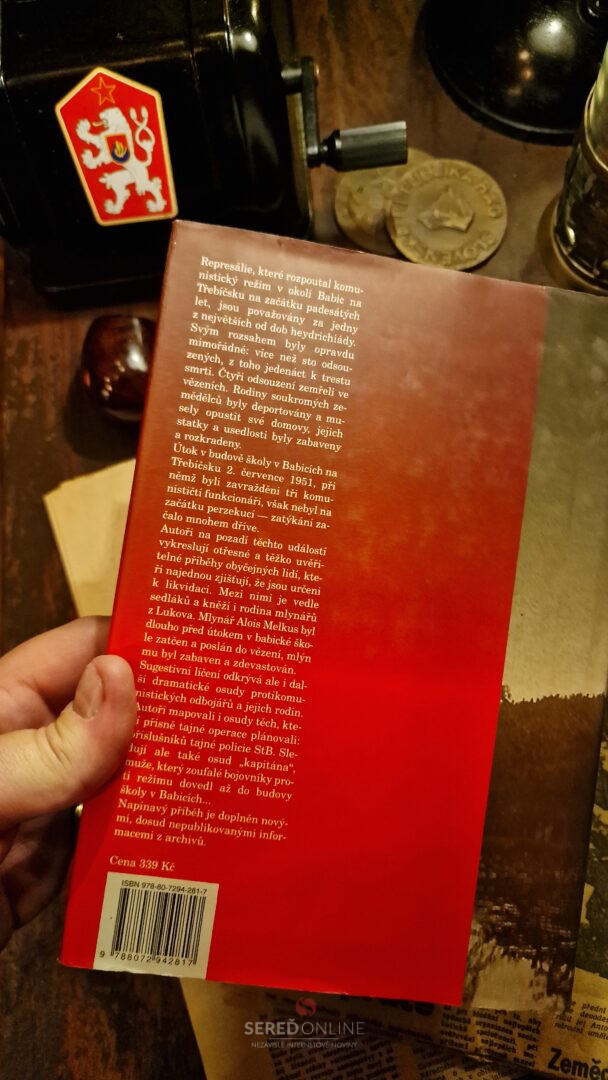 Represálie, které rozpoutal komu-
nistický režim v okolí Babic na
Třebíčsku na začátku padesátých
let, jsou považovány za jedny
z největších od dob heydrichiády.
Svým rozsahem byly opravdu
mimořádné: více než sto odsou-
zených, z toho jedenáct k trestu
smrti. Čtyři odsouzení zemřeli ve
vězeních. Rodiny soukromých ze-
mědělců byly deportovány a mu-
sely opustit své domovy, jejich
statky a usedlosti byly zabaveny
a rozkradeny.
Útok v budově školy v Babicích na
Třebíčsku 2. července 1951, při
němž byli zavražděni tři komu-
nističtí funkcionáři, však nebyl na
začátku perzekucí — zatýkání za-
čalo mnohem dříve.
Autoři na pozadí těchto událostí
vykreslují otřesné a těžko uvěři-
telné příběhy obyčejných lidí, kte-
ří najednou zjišťují, že jsou určeni
k likvidaci. Mezi nimi je vedle
sedláků a kněží i rodina mlynářů
z Lukova. Mlynář Alois Melkus byl
dlouho před útokem v babické ško-
le zatčen a poslán do vězení, mlýn
mu byl zabaven a zdevastován.
Sugestivní líčení odkrývá ale i dal-
ší dramatické osudy protikomu-
nistických odbojářů a jejich rodin.
Autoři mapovali i osudy těch, kte-
í přísně tajné operace plánovali:
příslušníků tajné policie StB. Sle-
dují ale také osud „kapitána",
muže, který zoufalé bojovníky pro-
ti režimu dovedl až do budovy
školy v Babicích...
Napínavý příběh je doplněn nový-
mi, dosud nepublikovanými infor-
macemi z archivů.
Cena 339 Kč
ISBN 978-80-7294-281-7
9 788072 942817
SEREĎONLINE
NEZÁVISLÉ INTERNETOVÉ NOVINY
Země